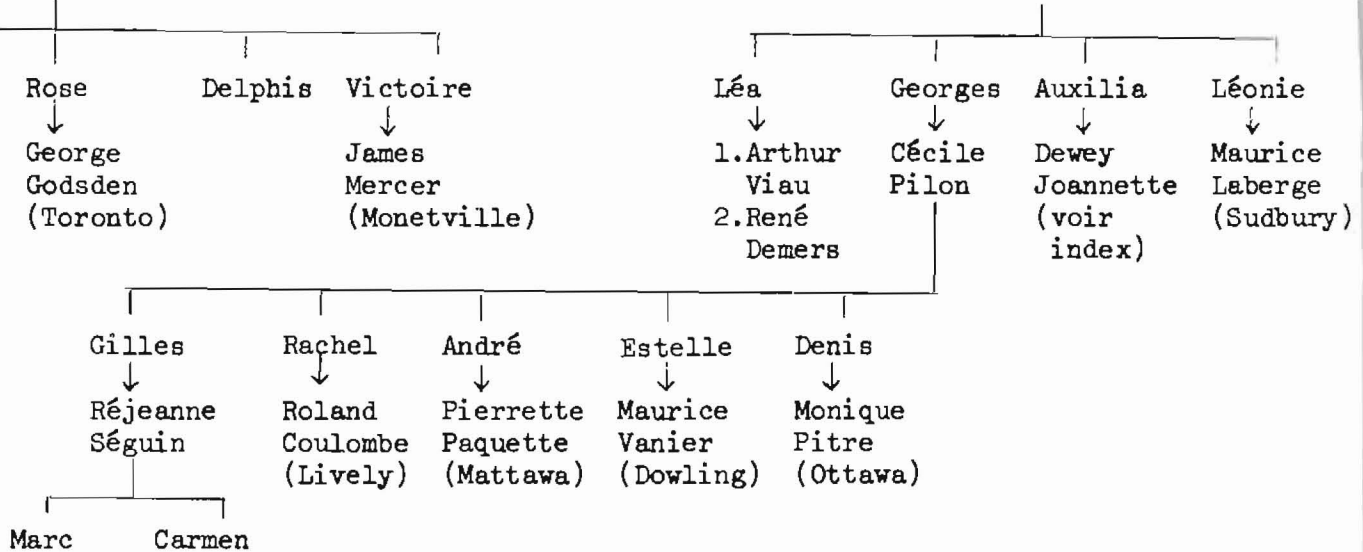 Rose Delphis Victoire Léa Georges Auxilia Léonie
George James 1.Arthur Cécile Dewey Maurice
Godsden Mercer Viau Pilon Joannette Laberge
(Toronto) (Monetville) 2.René (voir (Sudbury)
Demers index)
Gilles Rachel André Estelle Denis
Réjeanne Roland Pierrette Maurice Monique
Séguin Coulombe Paquette Vanier Pitre
(Lively) (Mattawa) (Dowling) (Ottawa)
Marc Carmen